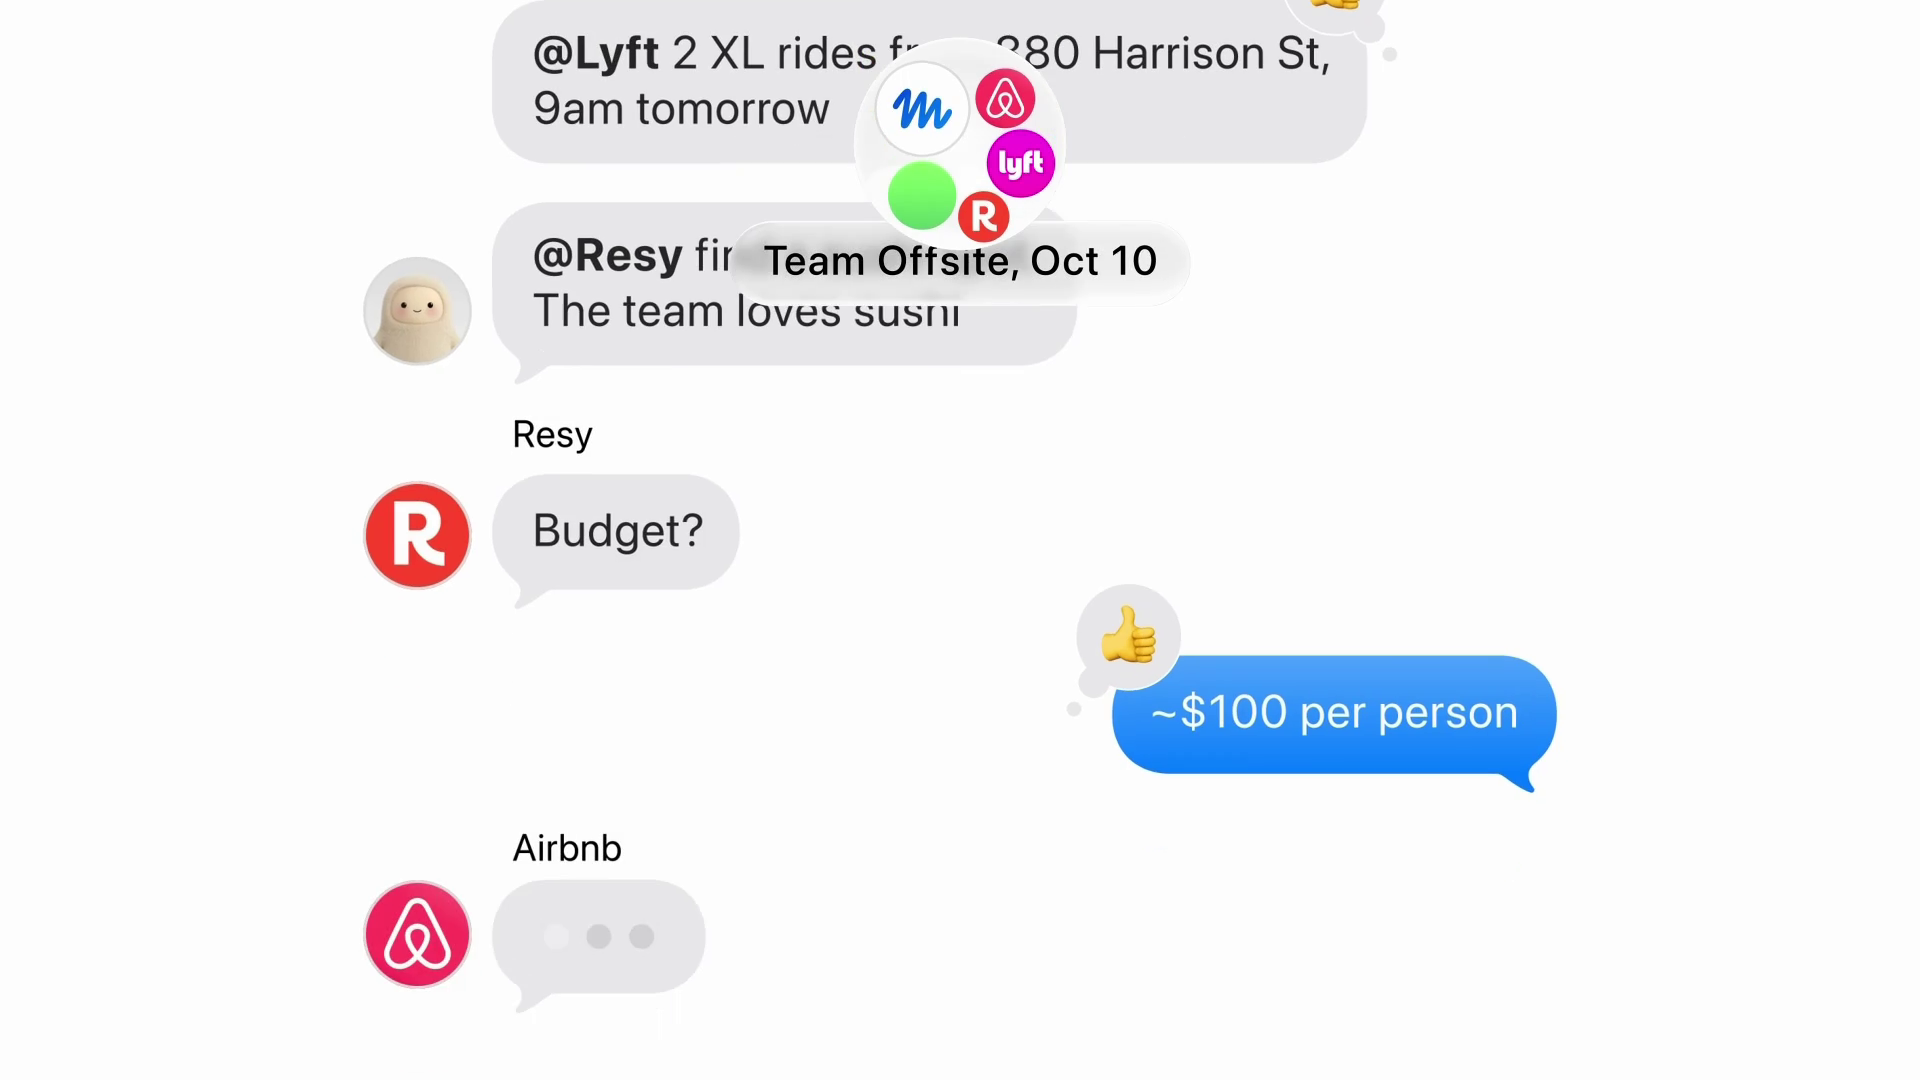 @Lyft 2 XL rides 880 Harrison St,
9am tomorrow
lyft
R
@Resy
Team Offsite, Oct 10
The team loves sushi
Resy
R
Budget?
~$100 per person
Airbnb